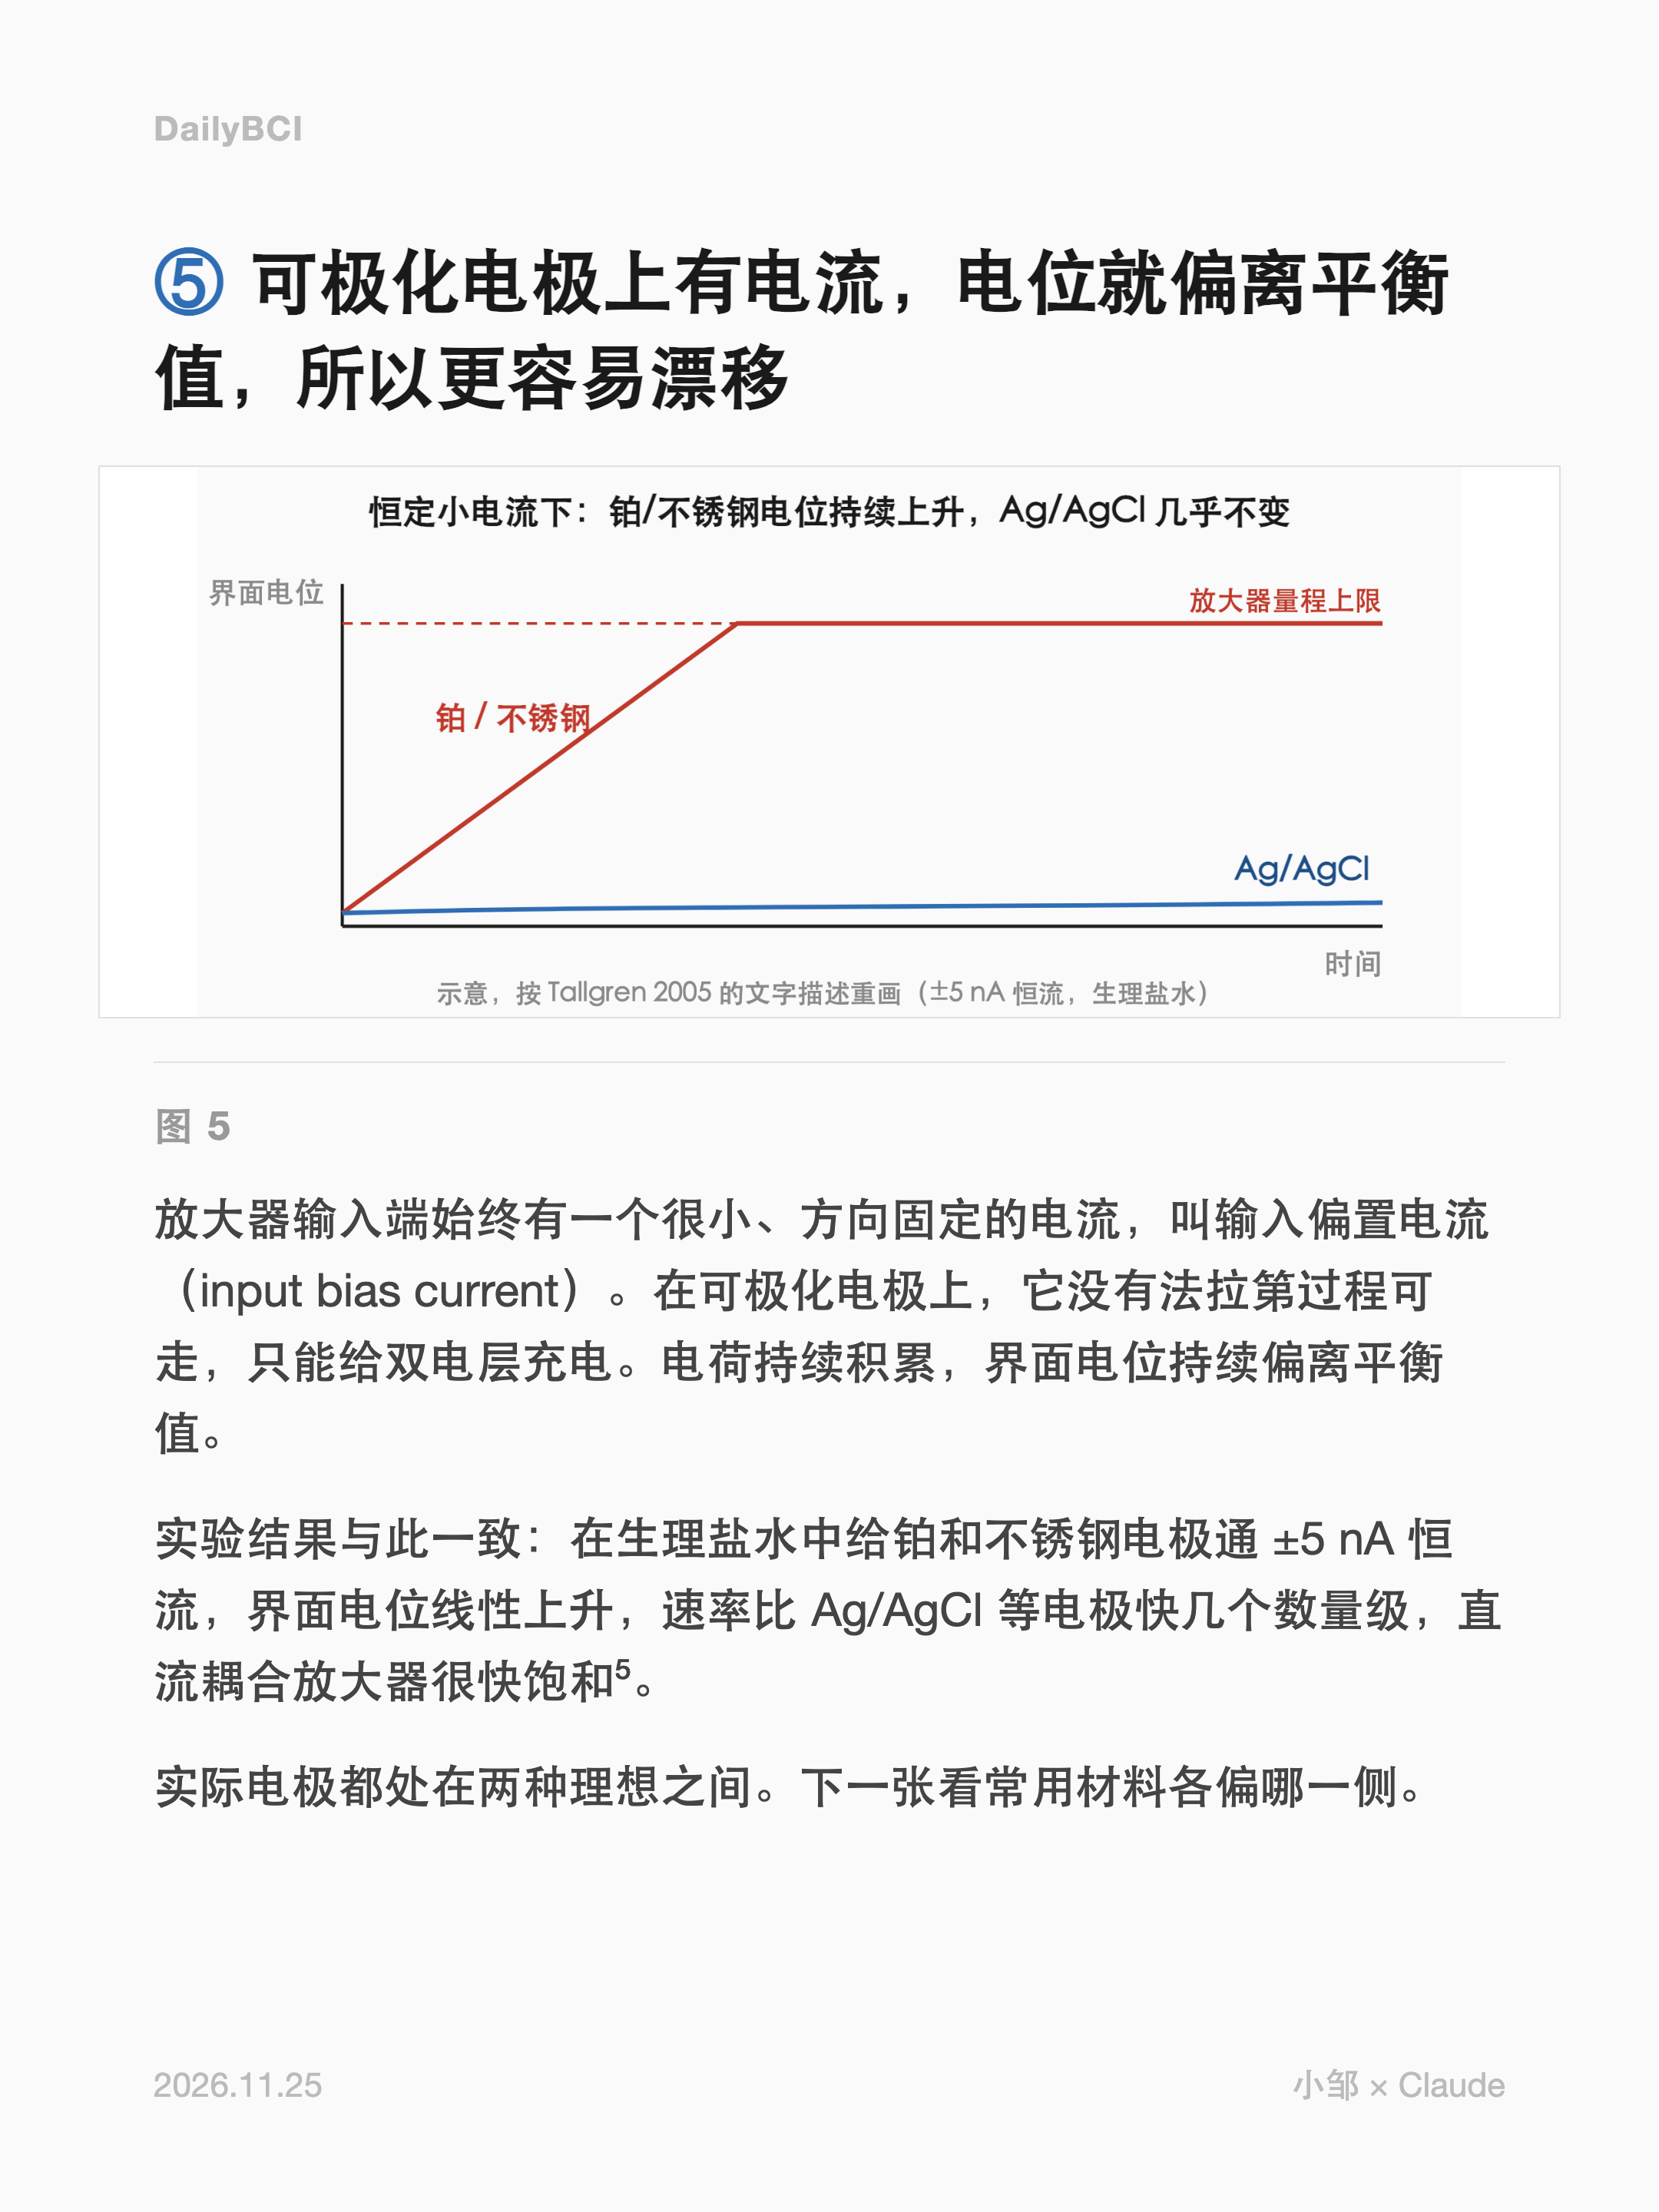 DailyBCI
⑤ 可极化电极上有电流，电位就偏离平衡
值，所以更容易漂移
恒定小电流下：铂/不锈钢电位持续上升，Ag/AgCl 几乎不变
界面电位
放大器量程上限
铂 / 不锈钢
Ag/AgCl
时间
示意，按 Tallgren 2005 的文字描述重画（±5 nA 恒流，生理盐水）
图 5
放大器输入端始终有一个很小、方向固定的电流，叫输入偏置电流
（input bias current）。在可极化电极上，它没有法拉第过程可
走，只能给双电层充电。电荷持续积累，界面电位持续偏离平衡
值。
实验结果与此一致：在生理盐水中给铂和不锈钢电极通 ±5 nA 恒
流，界面电位线性上升，速率比 Ag/AgCl 等电极快几个数量级，直
流耦合放大器很快饱和⁵。
实际电极都处在两种理想之间。下一张看常用材料各偏哪一侧。
2026.11.25
小邹 × Claude